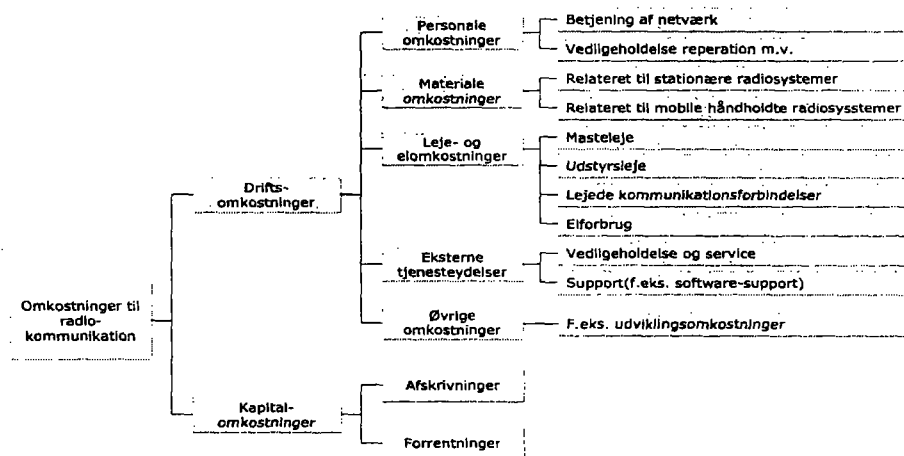 Personale
omkostninger
Betjening af netværk
Vedligeholdelse reperation m.v.
Materiale
omkostninger
Relateret til stationære radiosystemer
Relateret til mobile håndholdte radiosysstemer
Leje- og
elomkostninger
Masteleje
Udstyrsleje
Lejede kommunikationsforbindelser
Elforbrug
Drifts-
omkostninger
Eksterne
tjenesteydelser
Vedligeholdelse og service
Support(f.eks. software-support)
Omkostninger til
radio-
kommunikation
Øvrige
omkostninger
F.eks. udviklingsomkostninger
Kapital-
omkostninger
Afskrivninger
Forrentninger